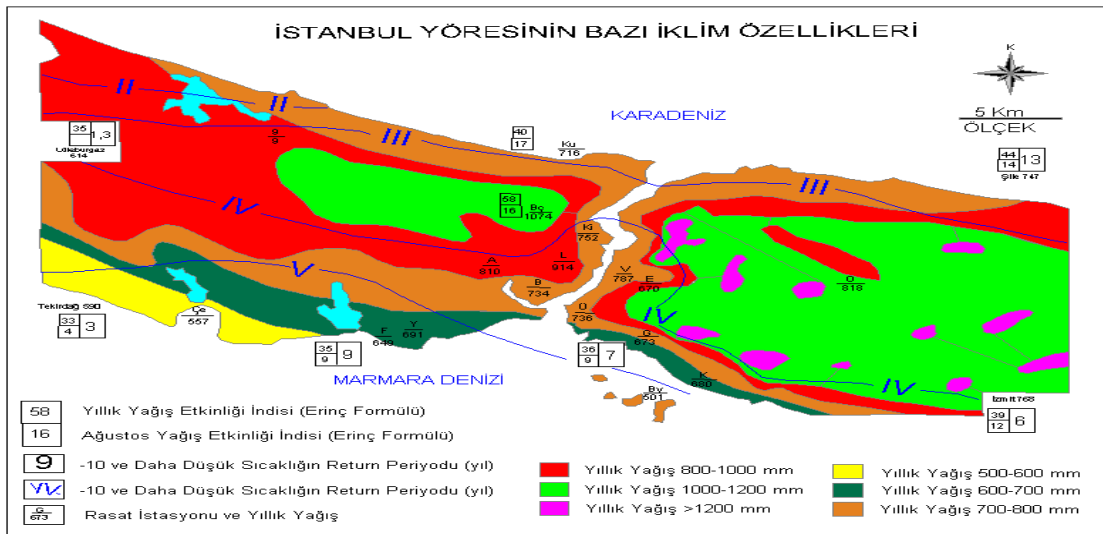 İSTANBUL YÖRESİNİN BAZI İKLİM ÖZELLİKLERİ
K
5 Km
ÖLÇEK
KARADENİZ
II
II
III
III
35
1,3
Lüleburgaz
614
9
9
40
17
Ku
716
44
14
13
Şile 747
58
16
Bç
1074
Ki
752
IV
A
810
L
914
V
787
E
670
O
818
B
734
V
Ü
736
Tekirdağ 590
33
4
3
Çe
557
F
649
Y
691
G
673
IV
35
9
9
36
9
7
K
680
IV
MARMARA DENİZİ
By
501
İzmit 768
39
12
6
58 Yıllık Yağış Etkinliği İndisi (Erinç Formülü)
16 Ağustos Yağış Etkinliği İndisi (Erinç Formülü)
9 -10 ve Daha Düşük Sıcaklığın Return Periyodu (yıl)
-10 ve Daha Düşük Sıcaklığın Return Periyodu (yıl)
G
673
Rasat İstasyonu ve Yıllık Yağış
Yıllık Yağış 800-1000 mm
Yıllık Yağış 1000-1200 mm
Yıllık Yağış >1200 mm
Yıllık Yağış 500-600 mm
Yıllık Yağış 600-700 mm
Yıllık Yağış 700-800 mm